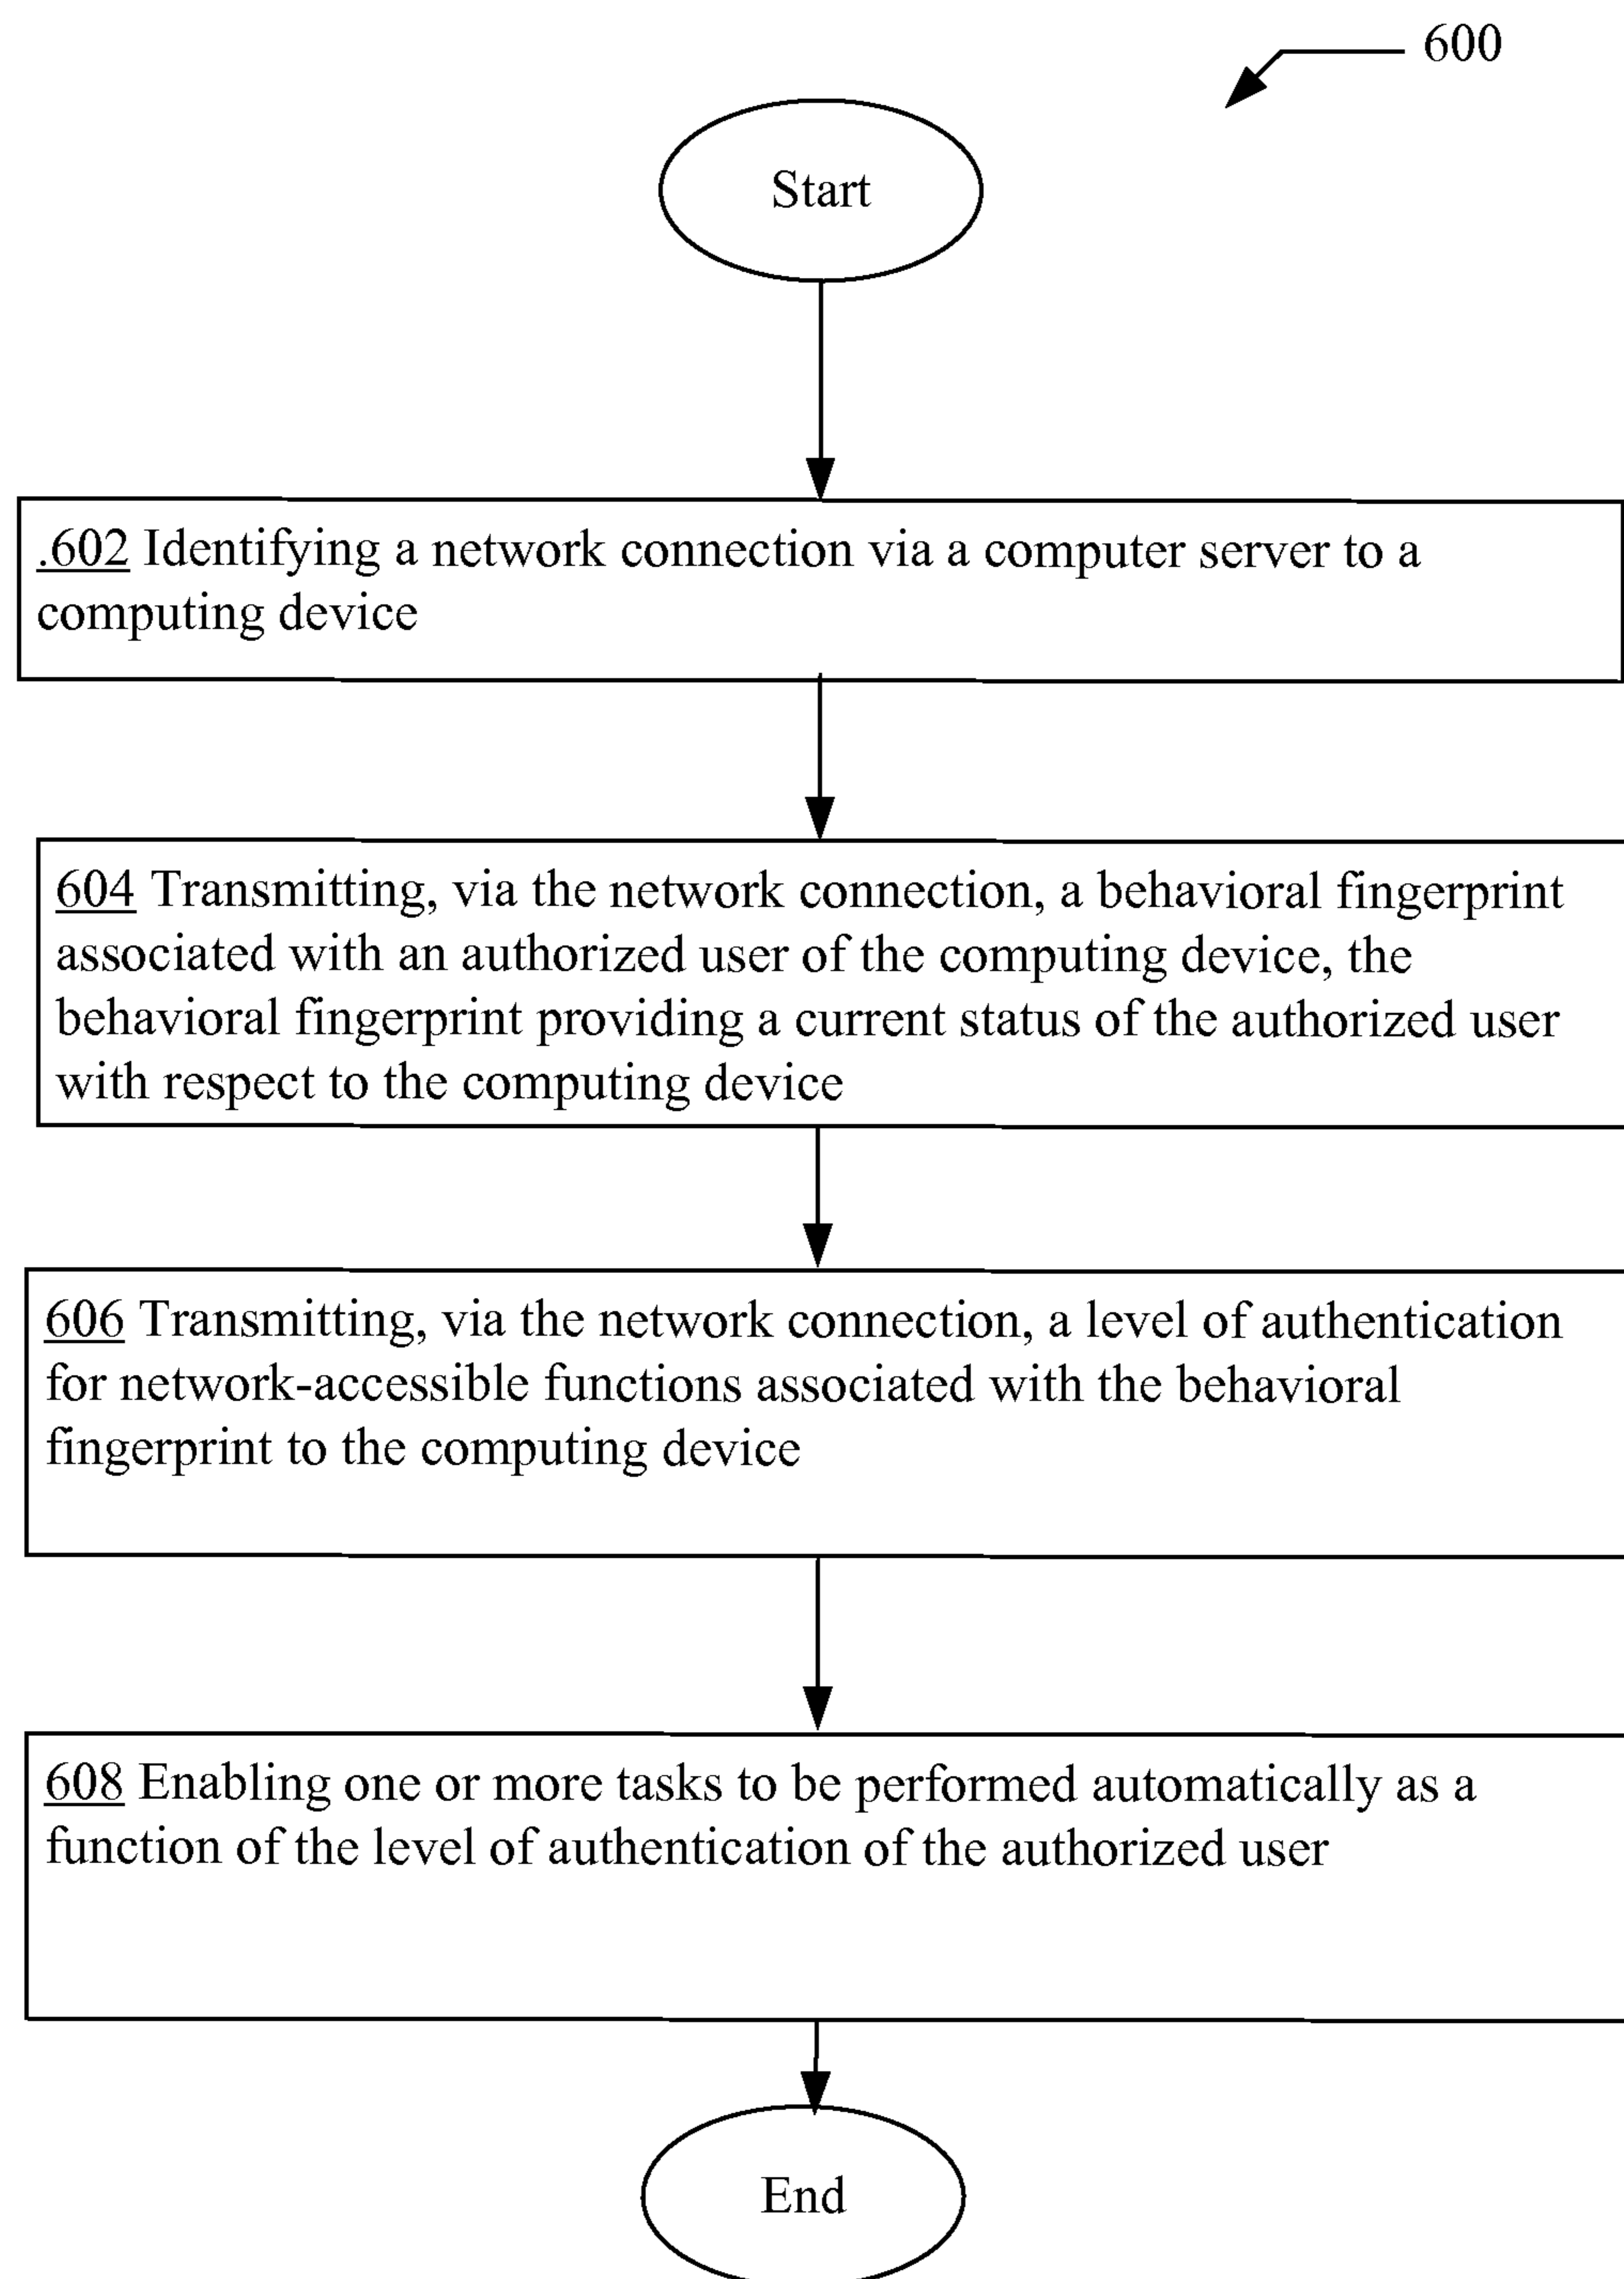 600
Start
.602 Identifying a network connection via a computer server to a
computing device
604 Transmitting, via the network connection, a behavioral fingerprint
associated with an authorized user of the computing device, the
behavioral fingerprint providing a current status of the authorized user
with respect to the computing device
606 Transmitting, via the network connection, a level of authentication
for network-accessible functions associated with the behavioral
fingerprint to the computing device
608 Enabling one or more tasks to be performed automatically as a
function of the level of authentication of the authorized user
End